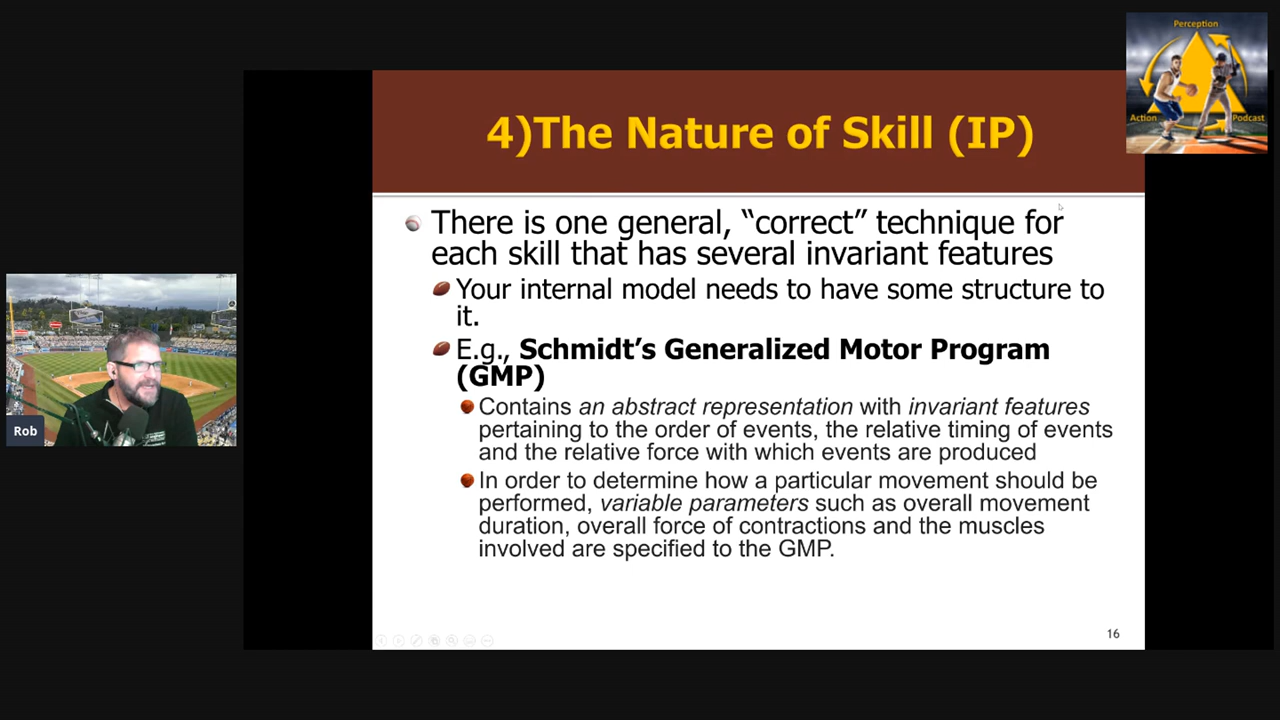 Perception
Action
Podcast
4)The Nature of Skill (IP)
There is one general, “correct” technique for
each skill that has several invariant features
Your internal model needs to have some structure to
it.
E.g., Schmidt’s Generalized Motor Program
(GMP)
Contains an abstract representation with invariant features
pertaining to the order of events, the relative timing of events
and the relative force with which events are produced
In order to determine how a particular movement should be
performed, variable parameters such as overall movement
duration, overall force of contractions and the muscles
involved are specified to the GMP.
16
Rob